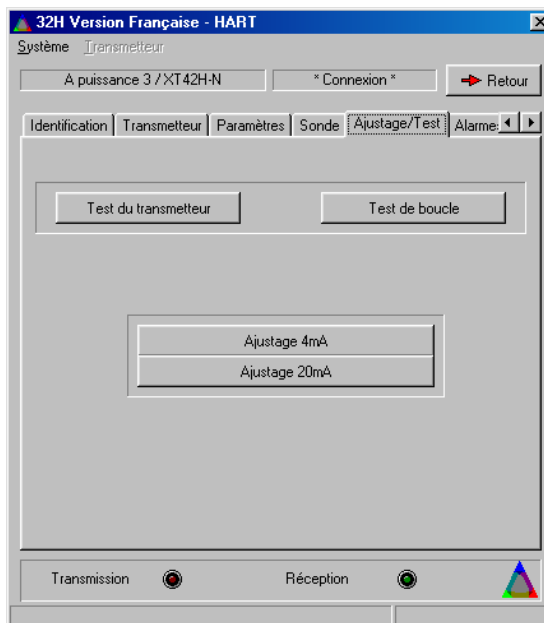 32H Version Française - HART
Système Transmetteur
A puissance 3 / XT42H-N * Connexion * Retour
Identification Transmetteur Paramètres Sonde Ajustage/Test Alarmes
Test du transmetteur Test de boucle
Ajustage 4mA
Ajustage 20mA
Transmission Réception